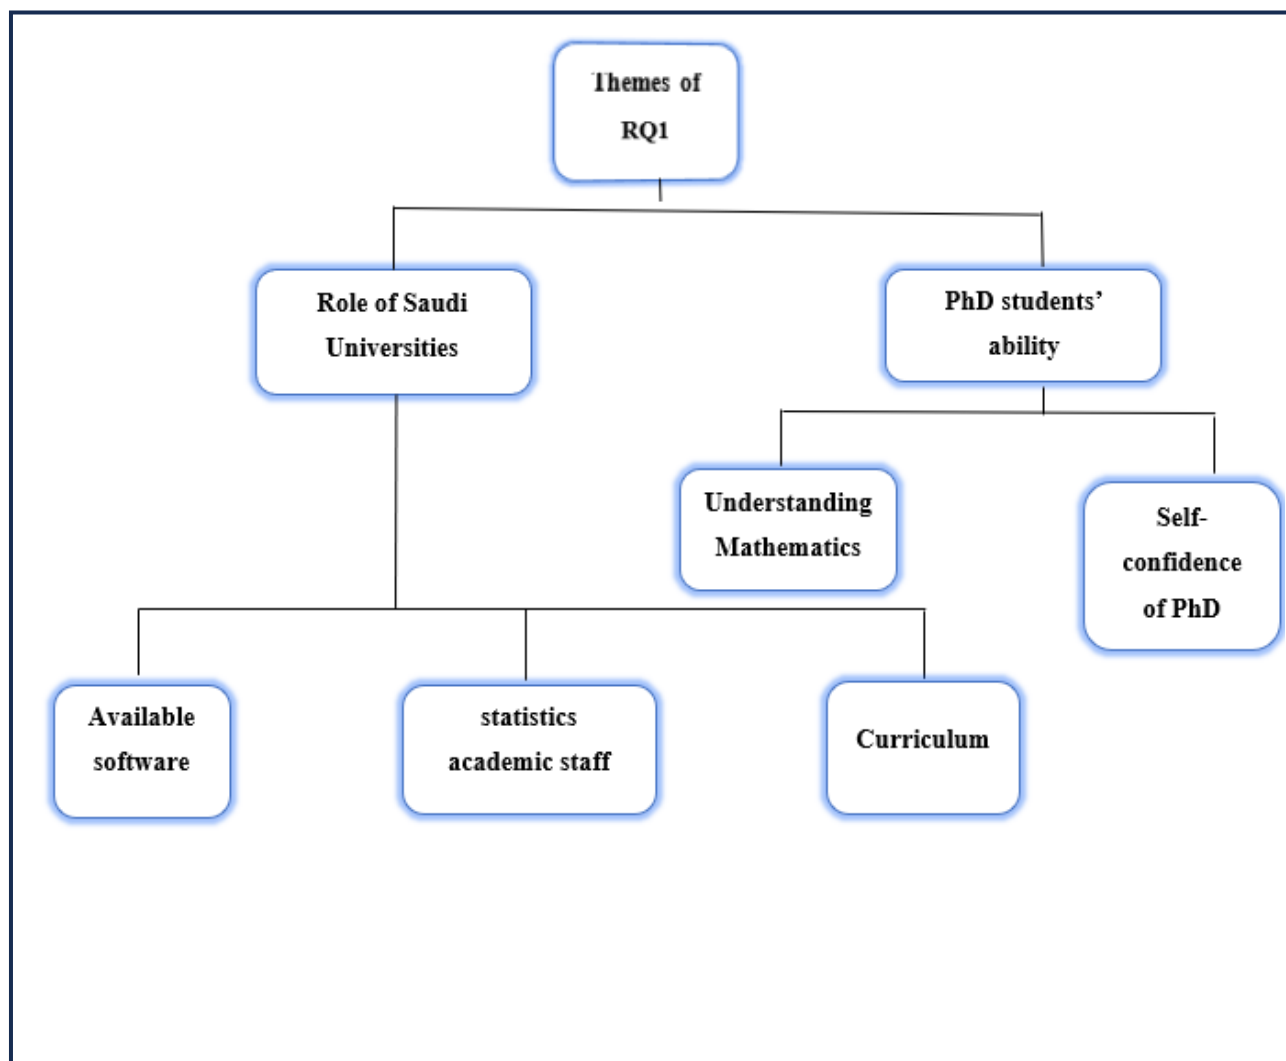 Themes of
RQ1
Role of Saudi
Universities
PhD students’
ability
Understanding
Mathematics
Self-
confidence
of PhD
Available
software
statistics
academic staff
Curriculum